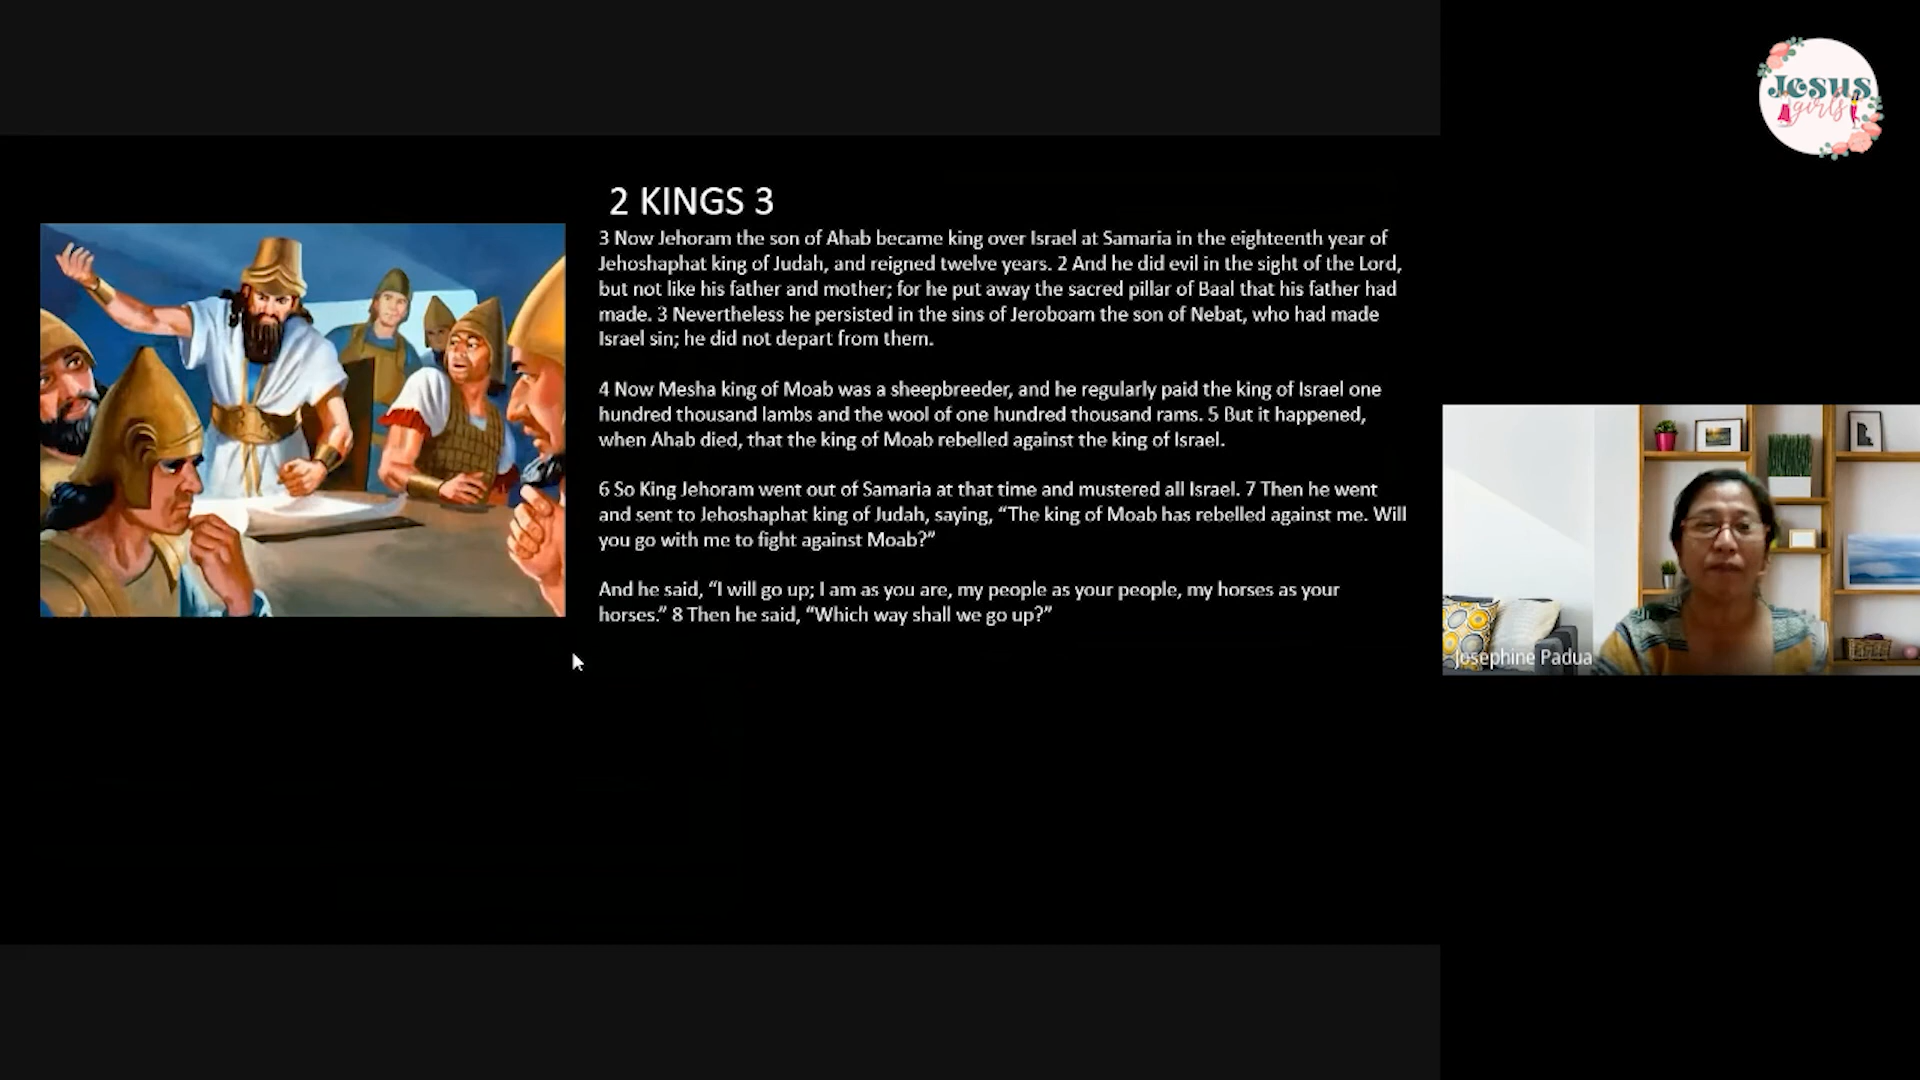 Jesus
girls
2 KINGS 3
3 Now Jehoram the son of Ahab became king over Israel at Samaria in the eighteenth year of
Jehoshaphat king of Judah, and reigned twelve years. 2 And he did evil in the sight of the Lord,
but not like his father and mother; for he put away the sacred pillar of Baal that his father had
made. 3 Nevertheless he persisted in the sins of Jeroboam the son of Nebat, who had made
Israel sin; he did not depart from them.
4 Now Mesha king of Moab was a sheepbreeder, and he regularly paid the king of Israel one
hundred thousand lambs and the wool of one hundred thousand rams. 5 But it happened,
when Ahab died, that the king of Moab rebelled against the king of Israel.
6 So King Jehoram went out of Samaria at that time and mustered all Israel. 7 Then he went
and sent to Jehoshaphat king of Judah, saying, “The king of Moab has rebelled against me. Will
you go with me to fight against Moab?”
And he said, “I will go up; I am as you are, my people as your people, my horses as your
horses.” 8 Then he said, “Which way shall we go up?”
Josephine Padua